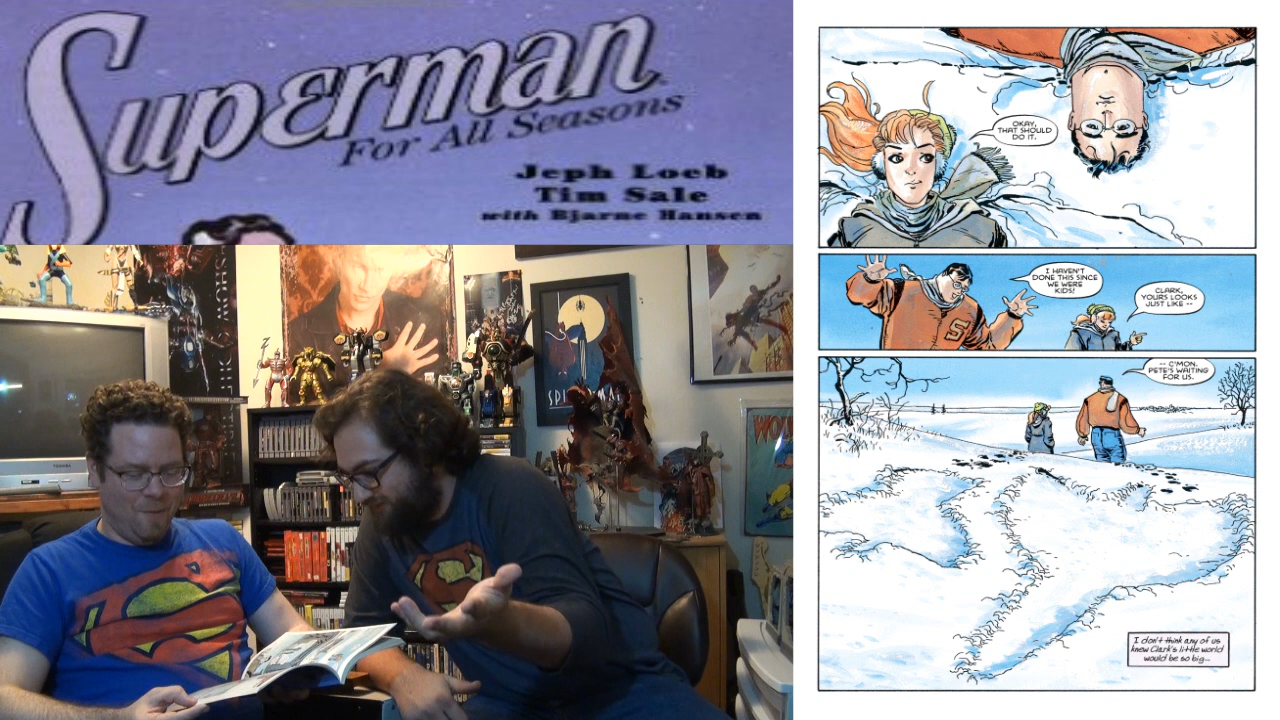 Superman
For All Seasons
Jeph Loeb
Tim Sale
with Bjarne Hansen
TOSHIBA
OKAY,
THAT SHOULD
DO IT.
I HAVEN'T
DONE THIS SINCE
WE WERE
KIDS!
CLARK,
YOURS LOOKS
JUST LIKE --
-- C'MON.
PETE'S WAITING
FOR US.
I don't think any of us
knew Clark's little world
would be so big...